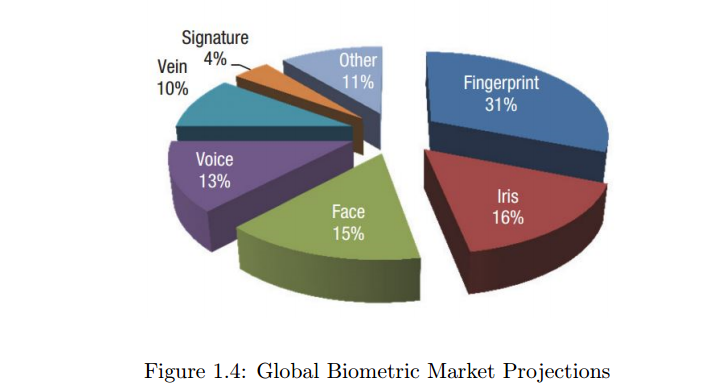 Signature
4%
Other
11%
Vein
10%
Fingerprint
31%
Voice
13%
Iris
16%
Face
15%
Figure 1.4: Global Biometric Market Projections